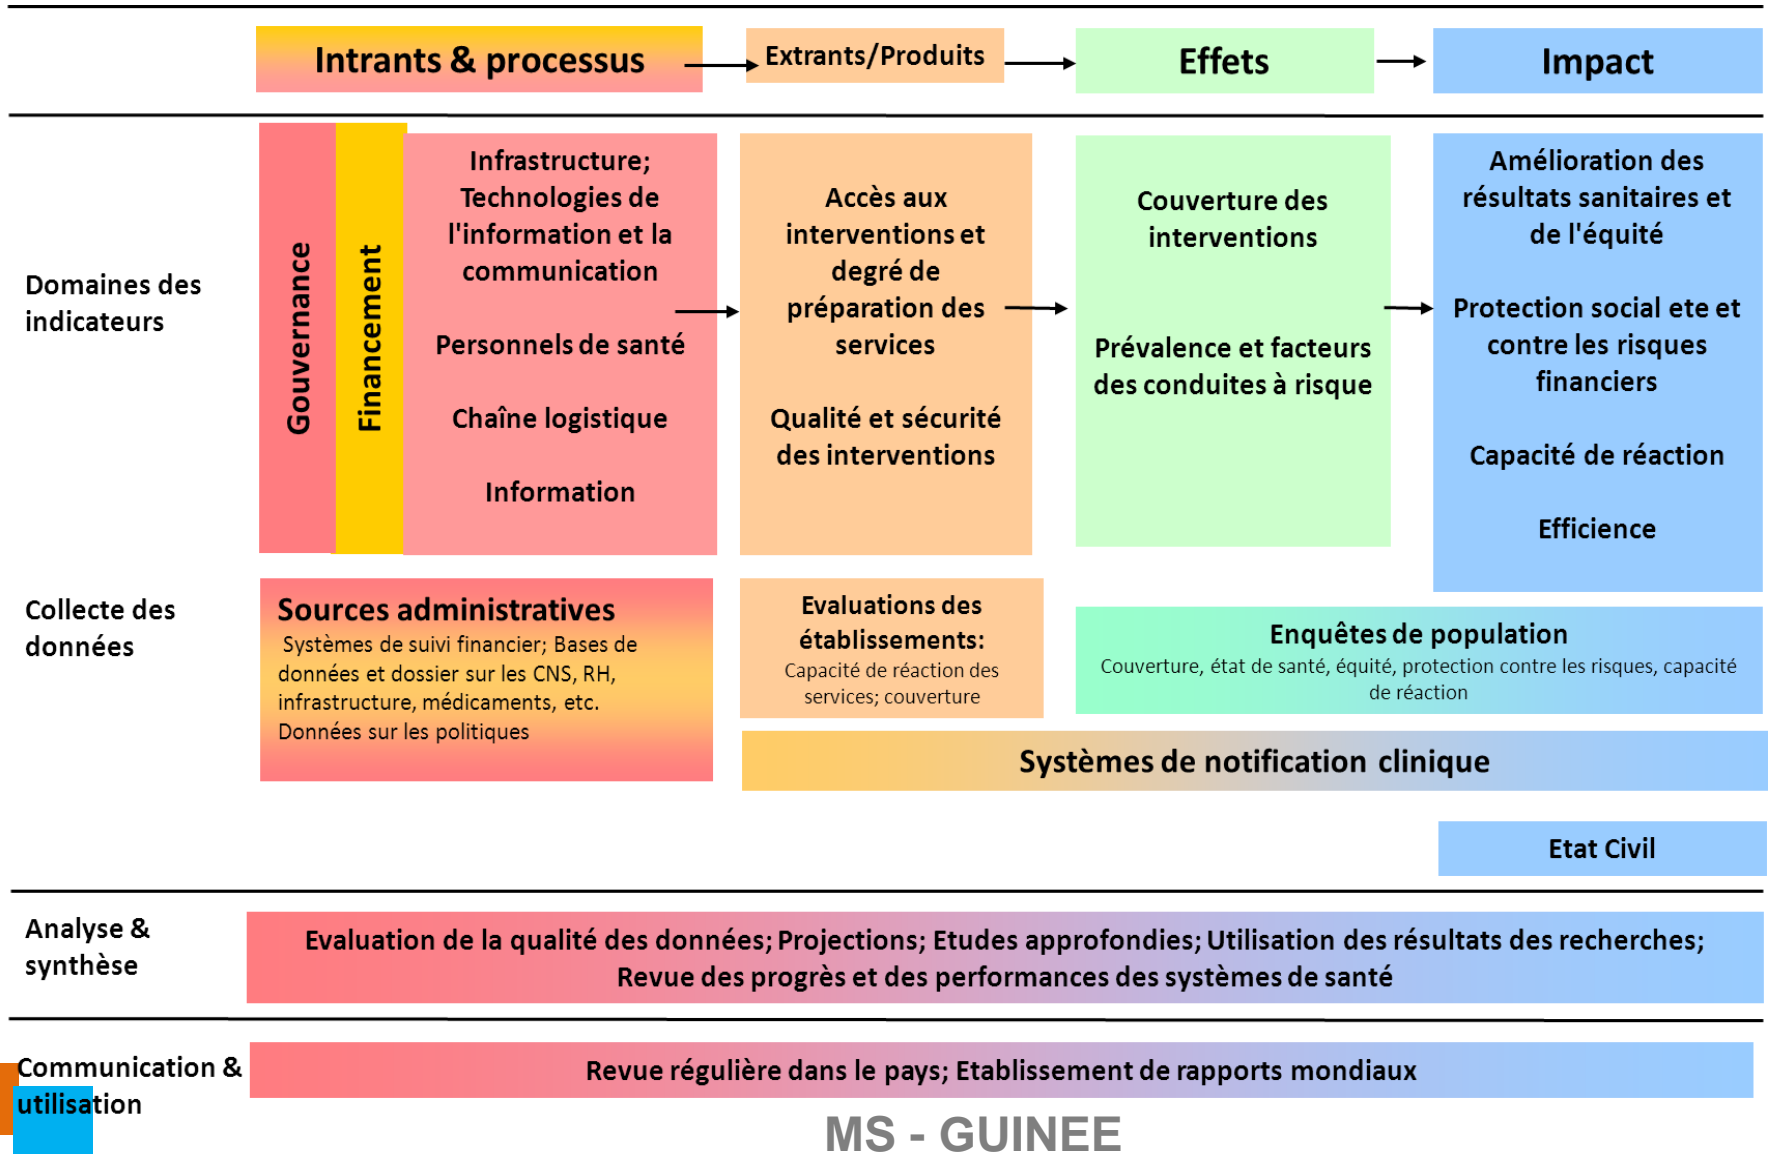 Intrants & processus
Extrants/Produits
Effets
Impact
Domaines des
indicateurs
Gouvernance
Financement
Infrastructure;
Technologies de
l'information et la
communication
Personnels de santé
Chaîne logistique
Information
Accès aux
interventions et
degré de
préparation des
services
Qualité et sécurité
des interventions
Couverture des
interventions
Prévalence et facteurs
des conduites à risque
Amélioration des
résultats sanitaires et
de l'équité
Protection social ete et
contre les risques
financiers
Capacité de réaction
Efficience
Collecte des
données
Sources administratives
Systèmes de suivi financier; Bases de
données et dossier sur les CNS, RH,
infrastructure, médicaments, etc.
Données sur les politiques
Evaluations des
établissements:
Capacité de réaction des
services; couverture
Enquêtes de population
Couverture, état de santé, équité, protection contre les risques, capacité
de réaction
Systèmes de notification clinique
Etat Civil
Analyse &
synthèse
Evaluation de la qualité des données; Projections; Etudes approfondies; Utilisation des résultats des recherches;
Revue des progrès et des performances des systèmes de santé
Communication &
utilisation
Revue régulière dans le pays; Etablissement de rapports mondiaux
MS - GUINEE